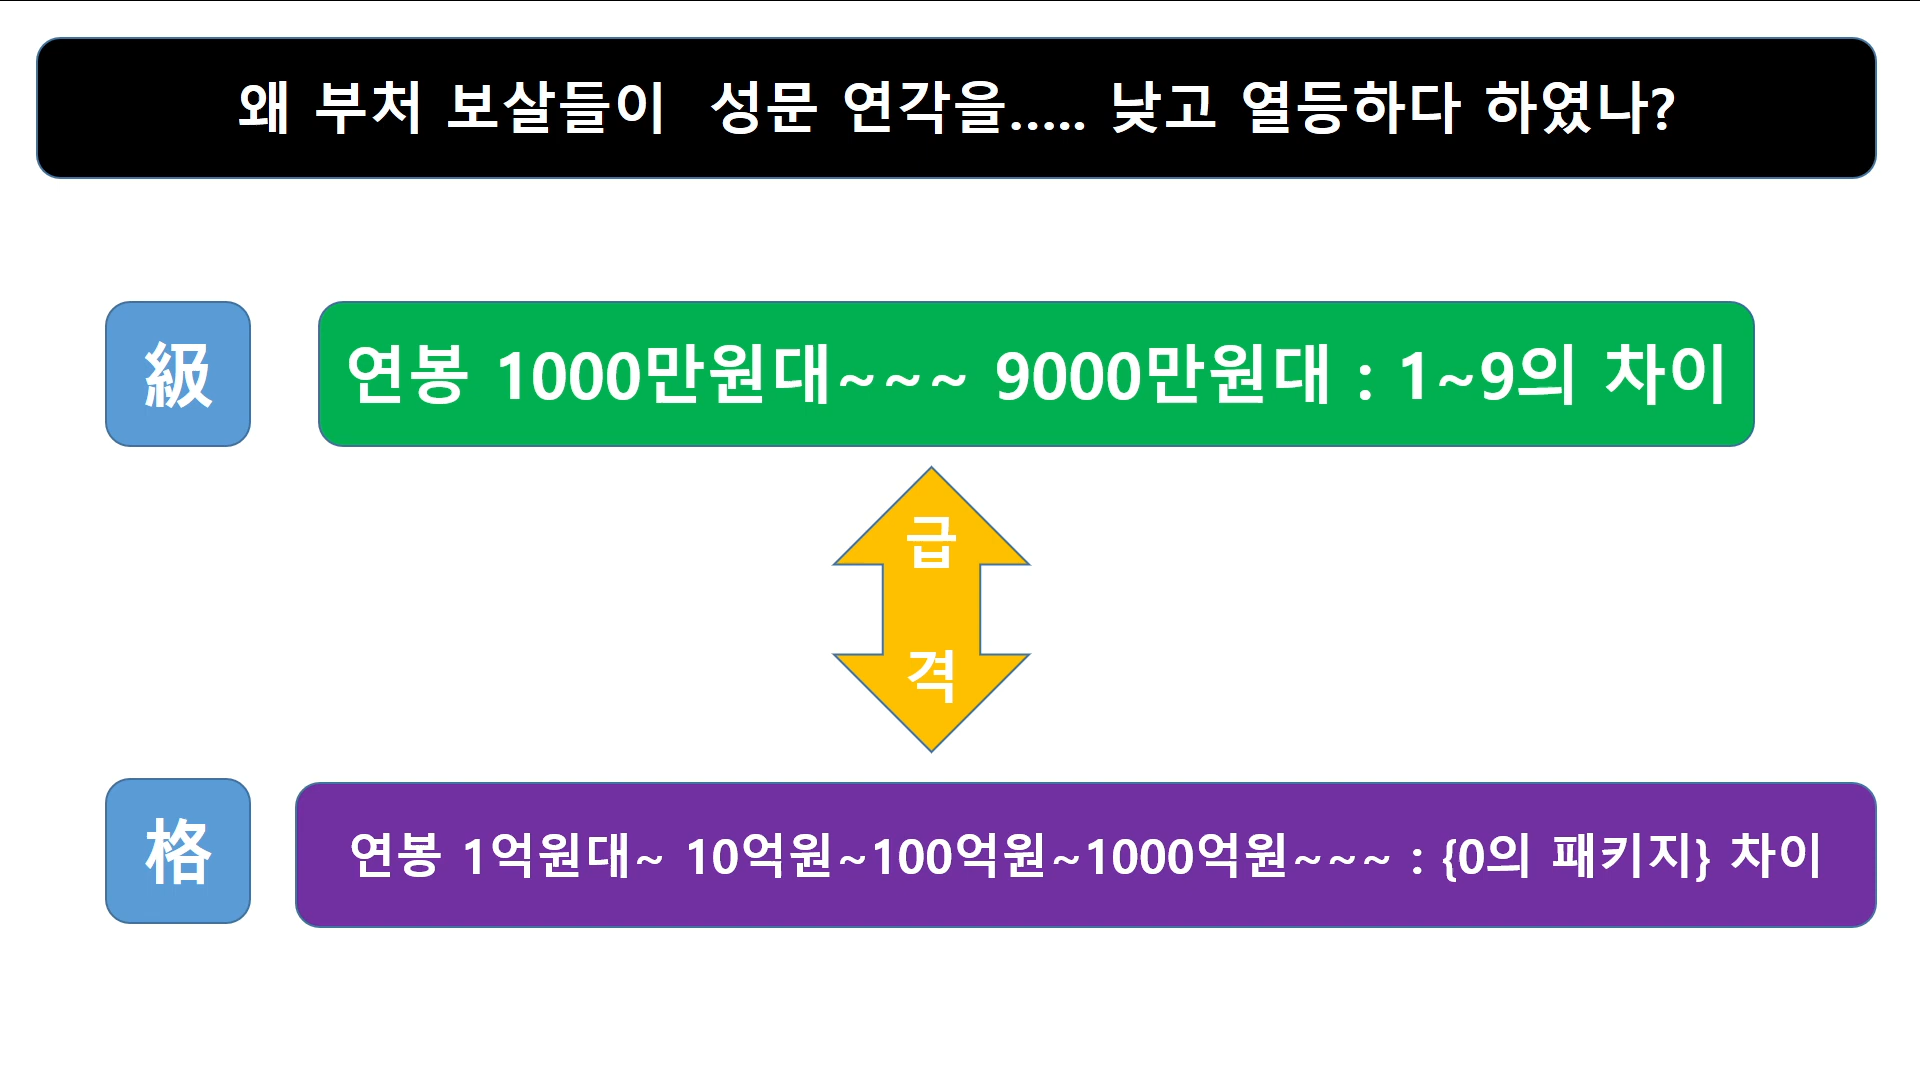 왜 부처 보살들이 성문 연각을..... 낮고 열등하다 하였나?
級
연봉 1000만원대~~~ 9000만원대 : 1~9의 차이
급
격
格
연봉 1억원대~ 10억원~100억원~1000억원~~~ : {0의 패키지} 차이